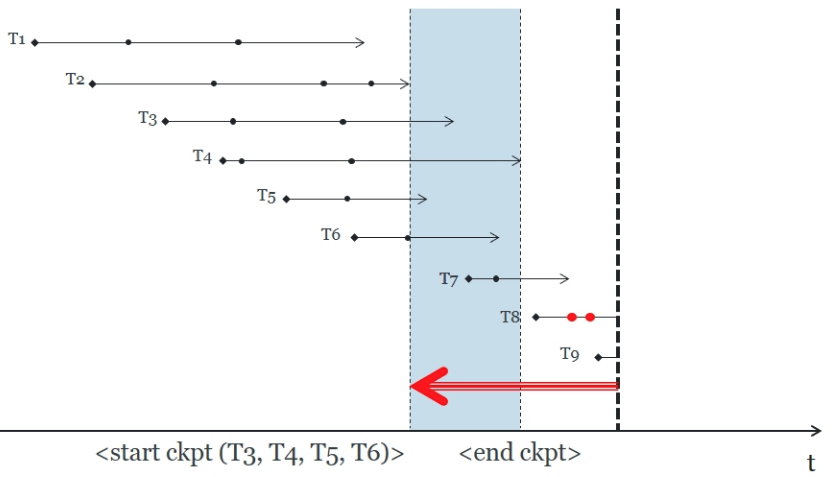 T1
T2
T3
T4
T5
T6
T7
T8
T9
<start ckpt (T3, T4, T5, T6)> <end ckpt>
t